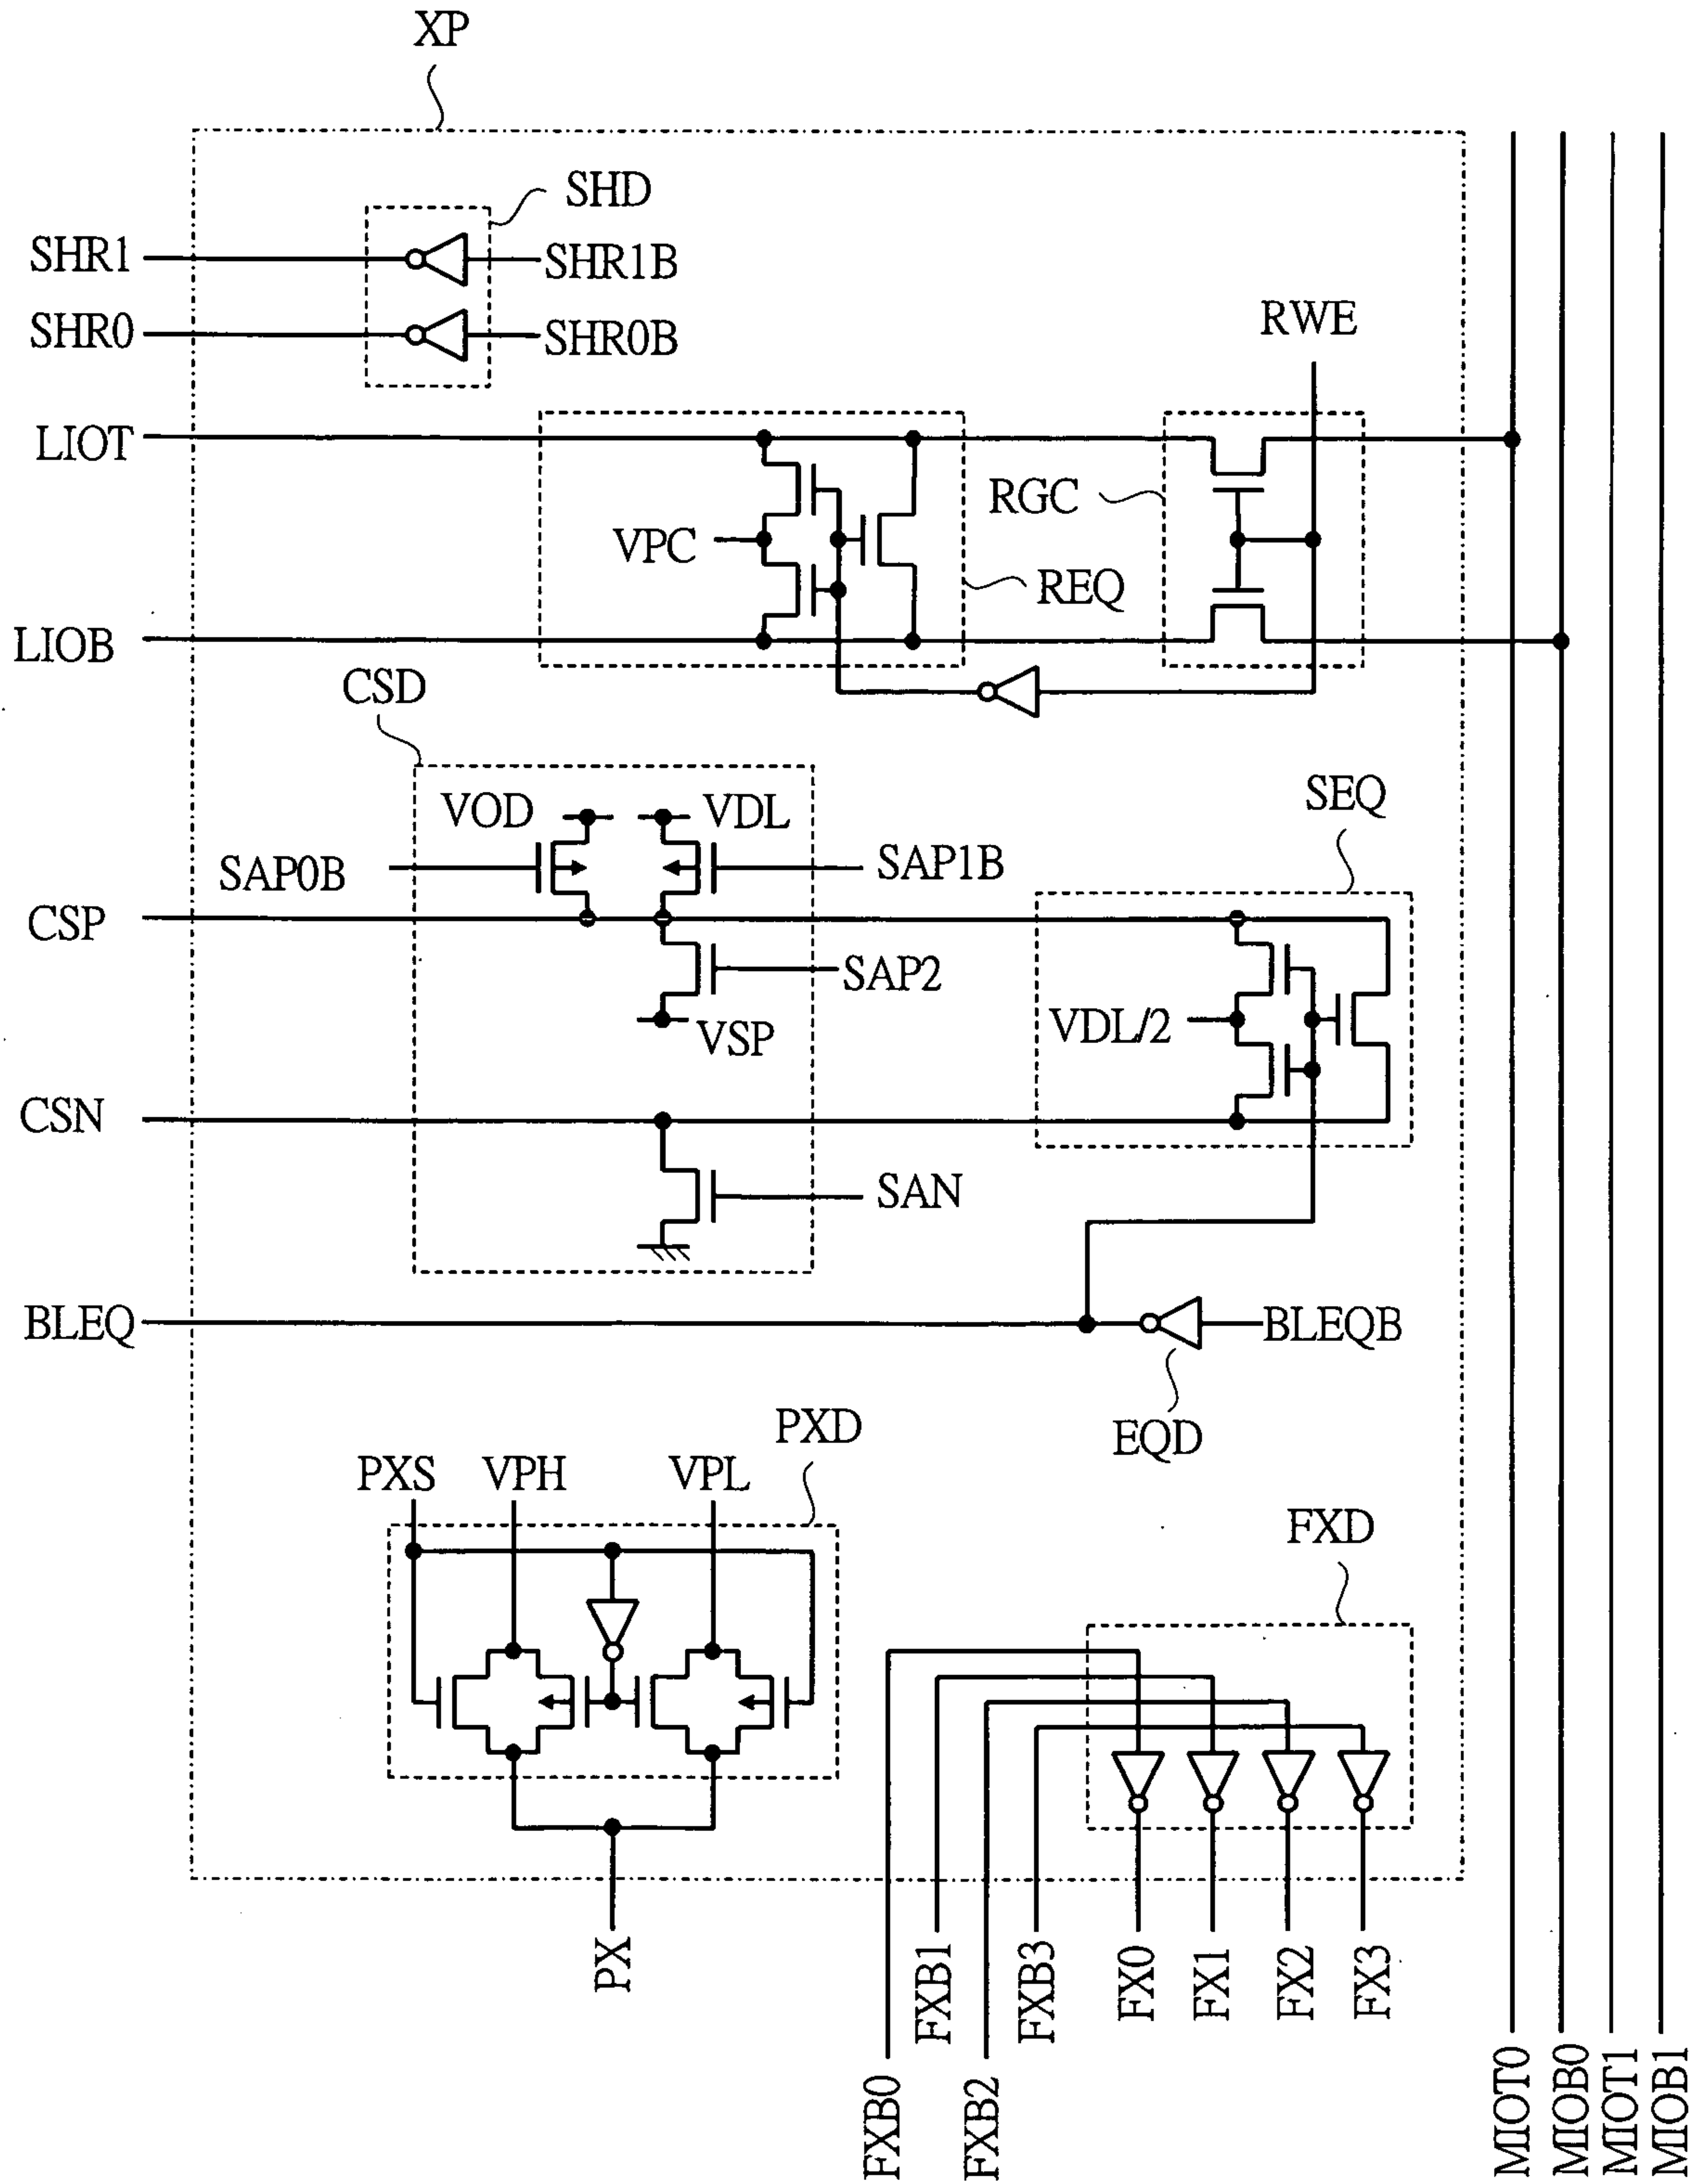 XP
SHD
SHR1
SHR1B
SHR0
SHR0B
RWE
LIOT
RGC
VPC
REQ
LIOB
CSD
SEQ
VOD
VDL
SAP0B
SAP1B
CSP
SAP2
VDL/2
VSP
CSN
SAN
BLEQ
BLEQB
EQD
PXD
PXS
VPH
VPL
FXD
PX
FXB0
FXB1
FXB2
FXB3
FX0
FX1
FX2
FX3
MIOT0
MIOB0
MIOT1
MIOB1